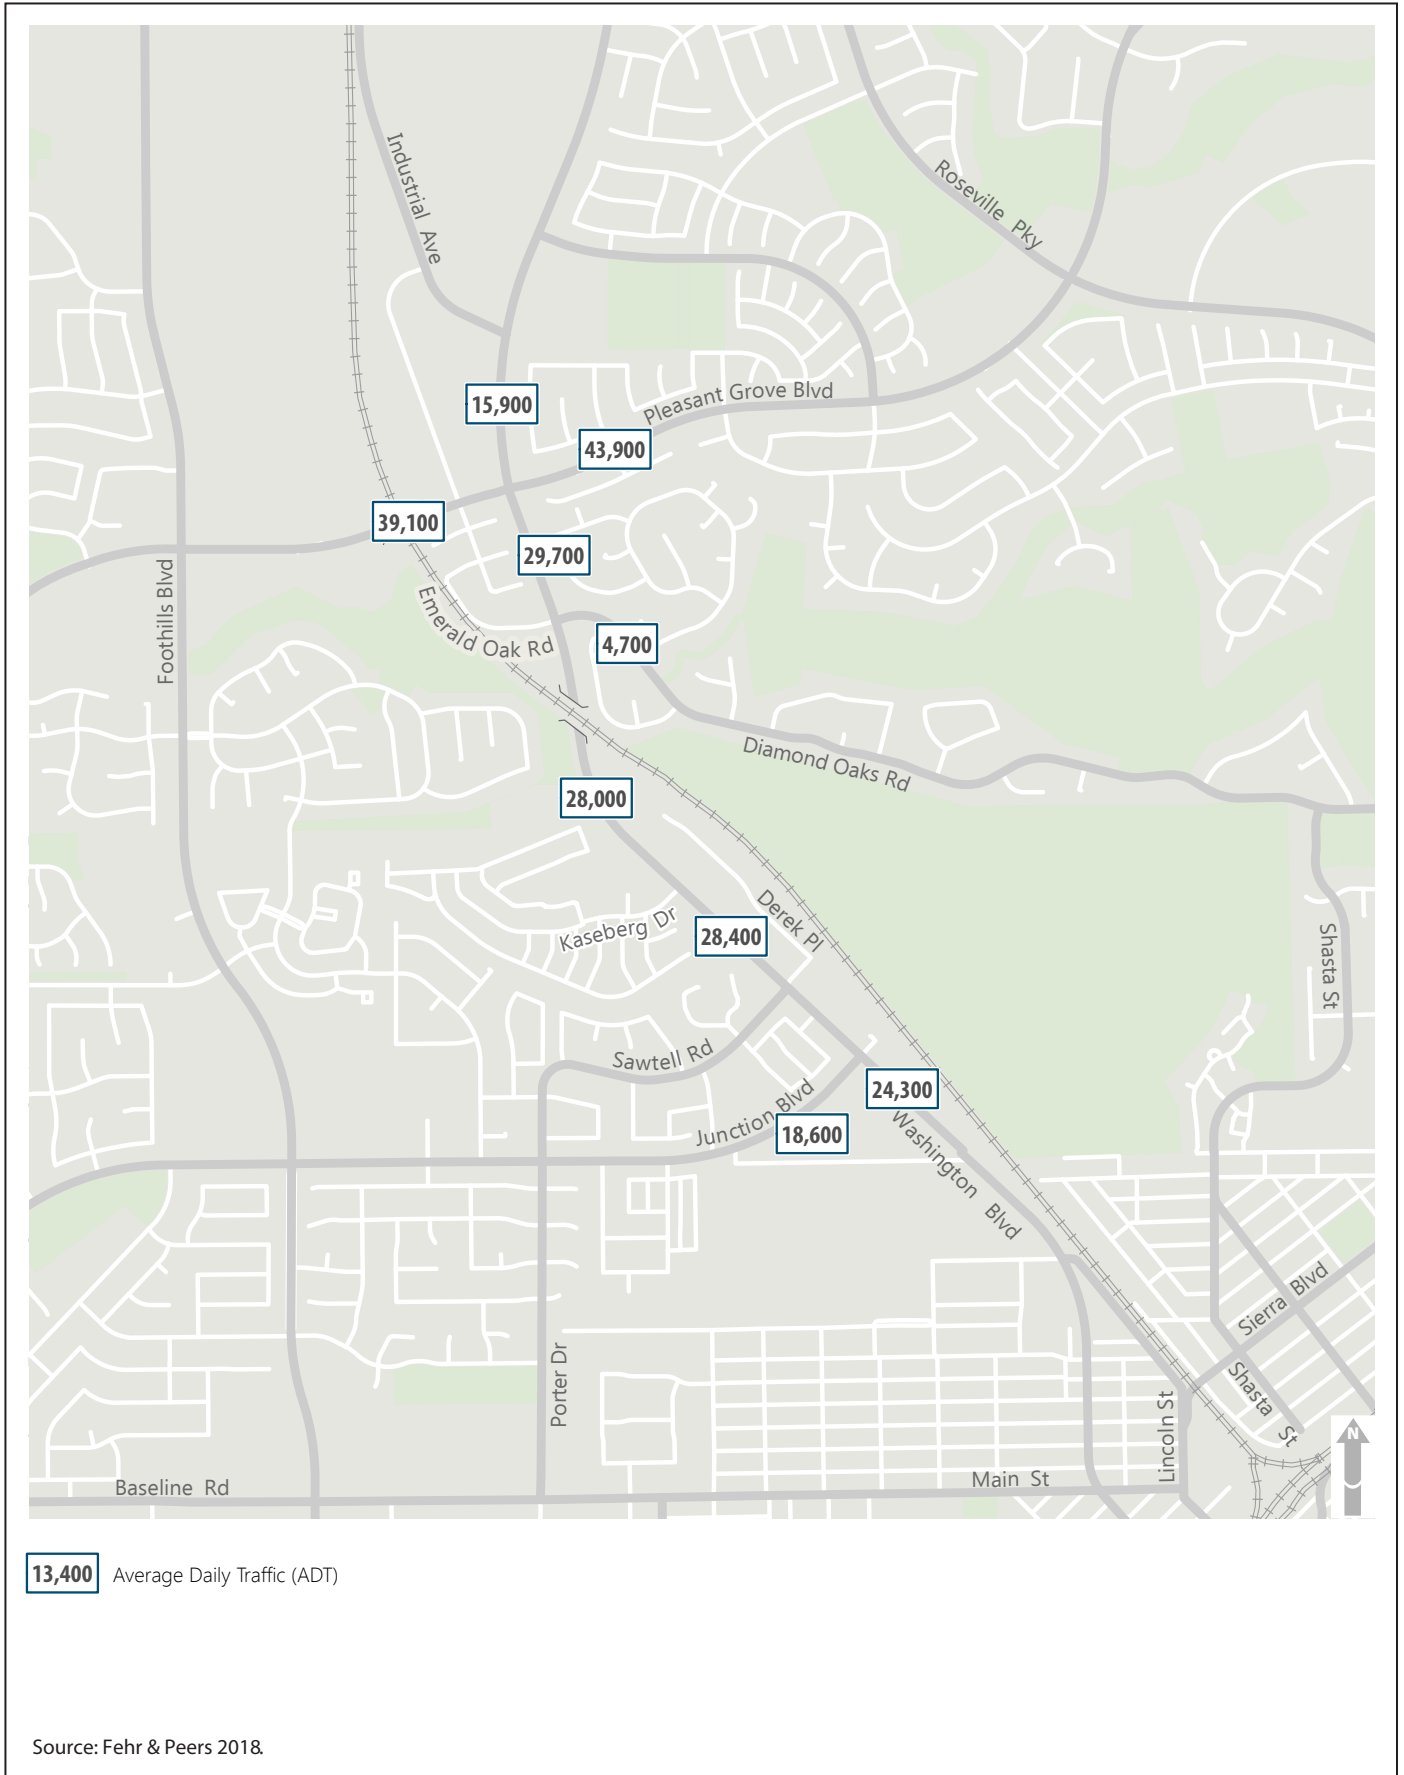 Industrial Ave
Roseville Pky
15,900
Pleasant Grove Blvd
43,900
39,100
29,700
Foothills Blvd
Emerald Oak Rd
4,700
Diamond Oaks Rd
28,000
Derek Pl
Kaseberg Dr
28,400
Shasta St
Sawtell Rd
24,300
Junction Blvd
18,600
Washington Blvd
Sierra Blvd
Porter Dr
Shasta St
Lincoln St
N
Baseline Rd
Main St
13,400 Average Daily Traffic (ADT)
Source: Fehr & Peers 2018.